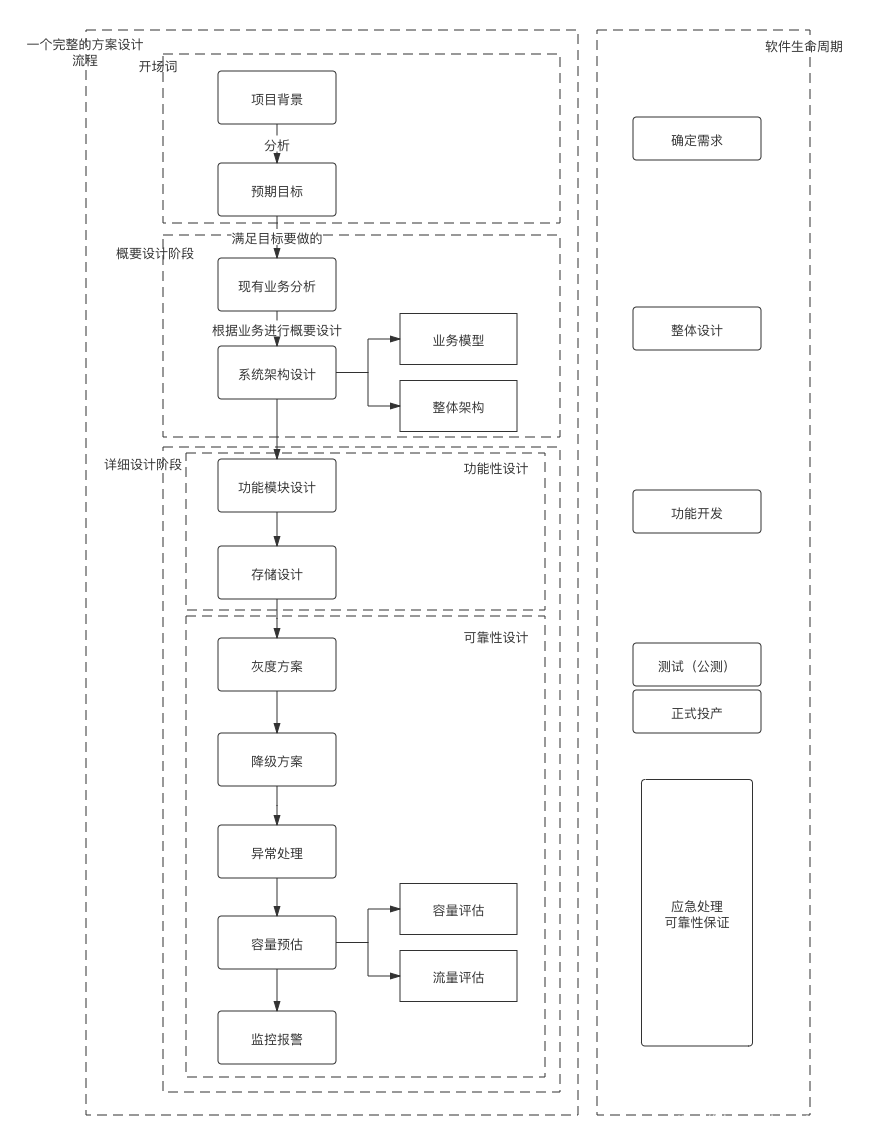 一个完整的方案设计
流程
开场词
项目背景
分析
预期目标
满足目标要做的
概要设计阶段
现有业务分析
根据业务进行概要设计
系统架构设计
业务模型
整体架构
详细设计阶段
功能性设计
功能模块设计
存储设计
可靠性设计
灰度方案
降级方案
异常处理
容量预估
容量评估
流量评估
监控报警
软件生命周期
确定需求
整体设计
功能开发
测试（公测）
正式投产
应急处理
可靠性保证